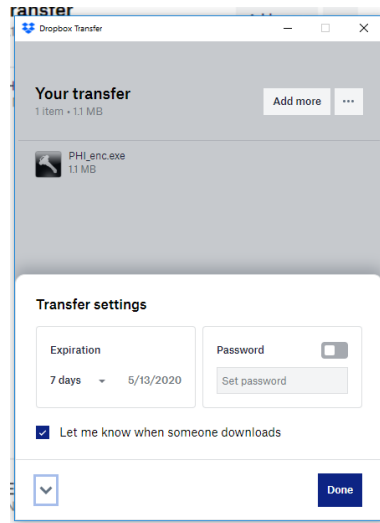 ransfer
Dropbox Transfer
Your transfer
1 item • 1.1 MB
Add more
PHI_enc.exe
1.1 MB
Transfer settings
Expiration
7 days
5/13/2020
Password
Set password
Let me know when someone downloads
Done